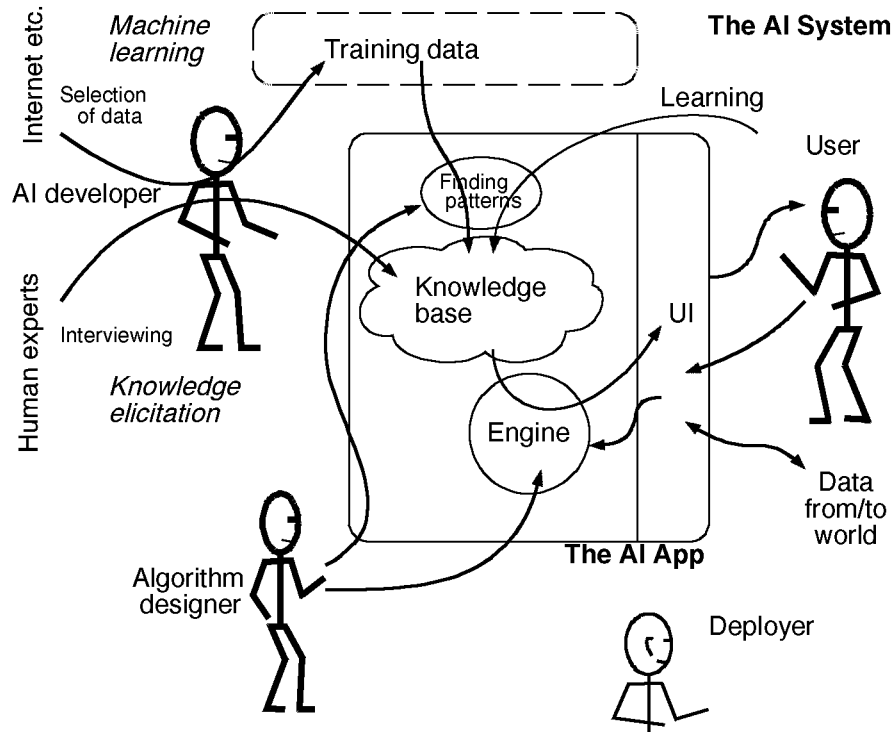 Machine
learning
Training data
The AI System
Internet etc.
Selection
of data
Learning
User
AI developer
Finding
patterns
Knowledge
base
UI
Human experts
Interviewing
Knowledge
elicitation
Engine
Data
from/to
world
The AI App
Algorithm
designer
Deployer